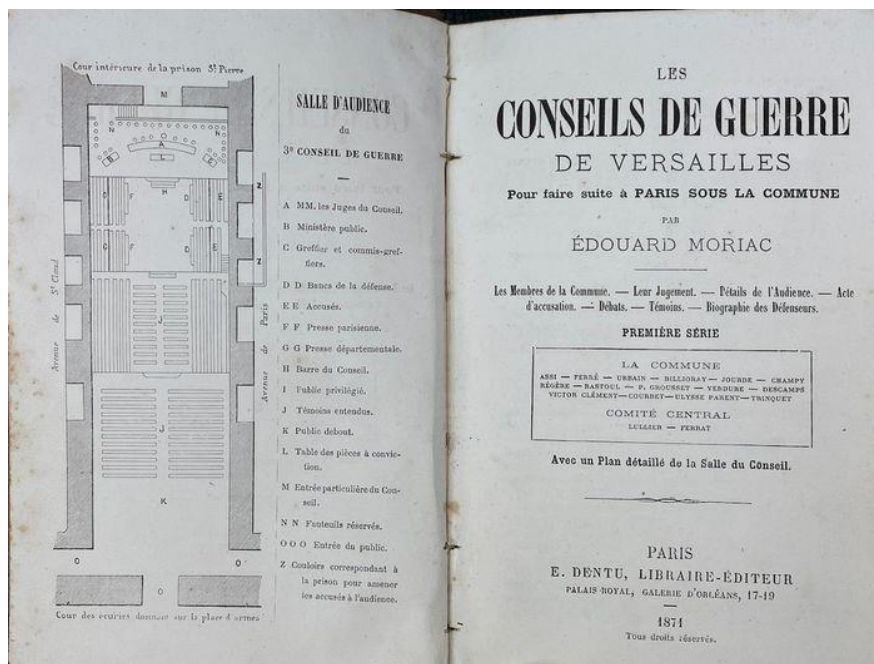 Cour intérieure de la prison St. Pierre
M
N
N
A
B
L
C
H
G
F
D
E
Z
C
F
D
E
Z
J
J
K
O
O
O
Avenue de St. Cloud
Avenue de Paris
Cour des écuries donnant sur la place d'armes
SALLE D'AUDIENCE
du
3e CONSEIL DE GUERRE
A MM. les Juges du Conseil.
B Ministère public.
C Greffier et commis-gref-
fiers.
D D Bancs de la défense.
E E Accusés.
F F Presse parisienne.
G G Presse départementale.
H Barre du Conseil.
I Public privilégié.
J Témoins entendus.
K Public debout.
L Table des pièces à convic-
tion.
M Entrée particulière du Con-
seil.
N N Fauteuils réservés.
O O O Entrée du public.
Z Couloirs correspondant à
la prison pour amener
les accusés à l'audience.
LES
CONSEILS DE GUERRE
DE VERSAILLES
Pour faire suite à PARIS SOUS LA COMMUNE
PAR
ÉDOUARD MORIAC
Les Membres de la Commune. — Leur Jugement. — Détails de l'Audience. — Acte
d'accusation. — Débats. — Témoins. — Biographie des Défenseurs.
PREMIÈRE SÉRIE
LA COMMUNE
ASSI — FERRÉ — URBAIN — BILLIORAY — JOURDE — CHAMPY
RÉGÈRE — RASTOUL — P. GROUSSET — VERDURE — DESCAMPS
VICTOR CLÉMENT — COURBET — ULYSSE PARENT — TRINQUET
COMITÉ CENTRAL
LULLIER — FERRAT
Avec un Plan détaillé de la Salle du Conseil.
PARIS
E. DENTU, LIBRAIRE-ÉDITEUR
PALAIS-ROYAL, GALERIE D'ORLÉANS, 17-19
1871
Tous droits réservés.